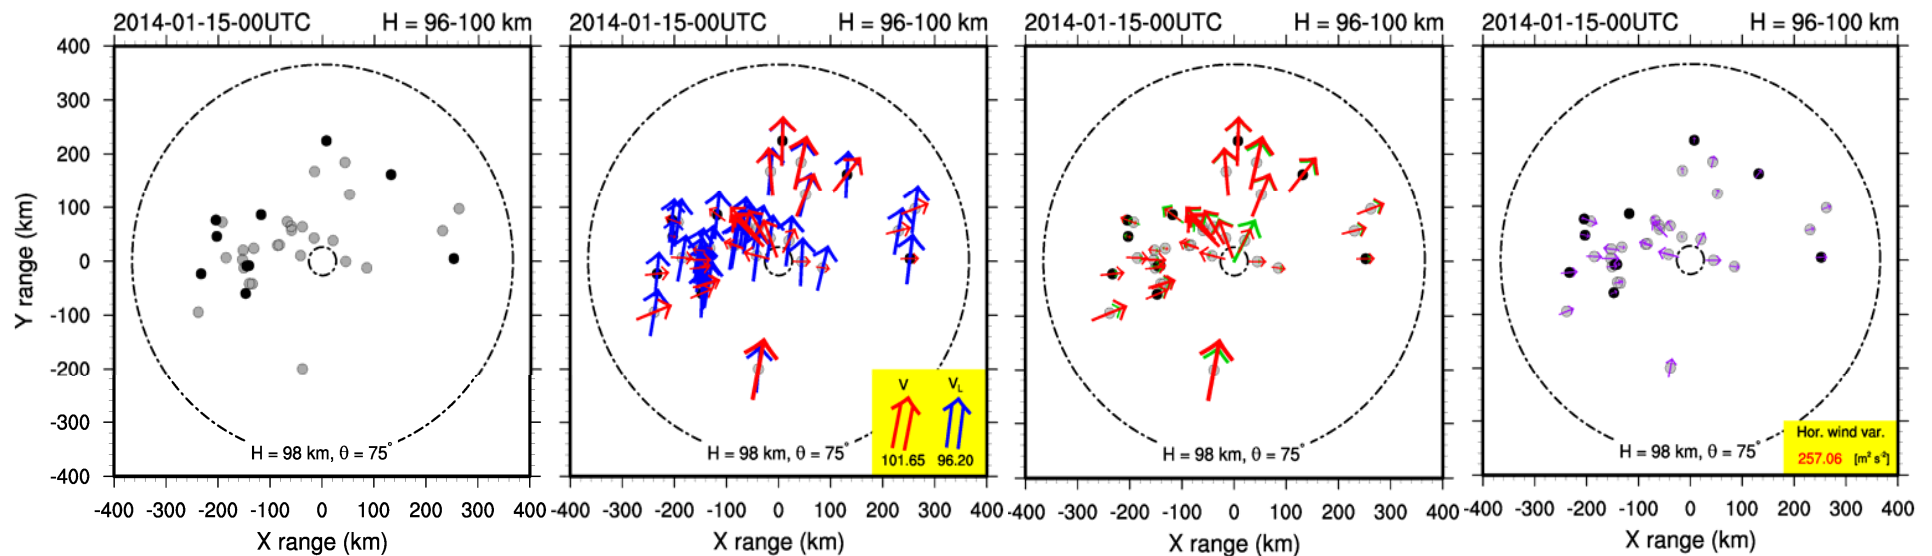 2014-01-15-00UTC H = 96-100 km
2014-01-15-00UTC H = 96-100 km
2014-01-15-00UTC H = 96-100 km
2014-01-15-00UTC H = 96-100 km
400
300
200
100
0
-100
-200
-300
-400
Y range (km)
H = 98 km, θ = 75°
H = 98 km, θ = 75°
H = 98 km, θ = 75°
H = 98 km, θ = 75°
V VL
101.65 96.20
Hor. wind var.
257.06 [m² s⁻²]
-400 -300 -200 -100 0 100 200 300 400
-400 -300 -200 -100 0 100 200 300 400
-400 -300 -200 -100 0 100 200 300 400
-400 -300 -200 -100 0 100 200 300 400
X range (km)
X range (km)
X range (km)
X range (km)